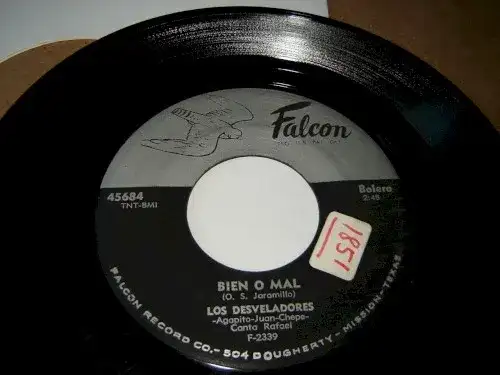 Falcon
45684
TNT-BMI
Bolero
2:45
1851
BIEN O MAL
(O. S. Jaramillo)
LOS DESVELADORES
-Agapito-Juan-Chepe-
Canta Rafael
F-2339
FALCON RECORD CO.-504 DOUGHERTY-MISSION, TEXAS